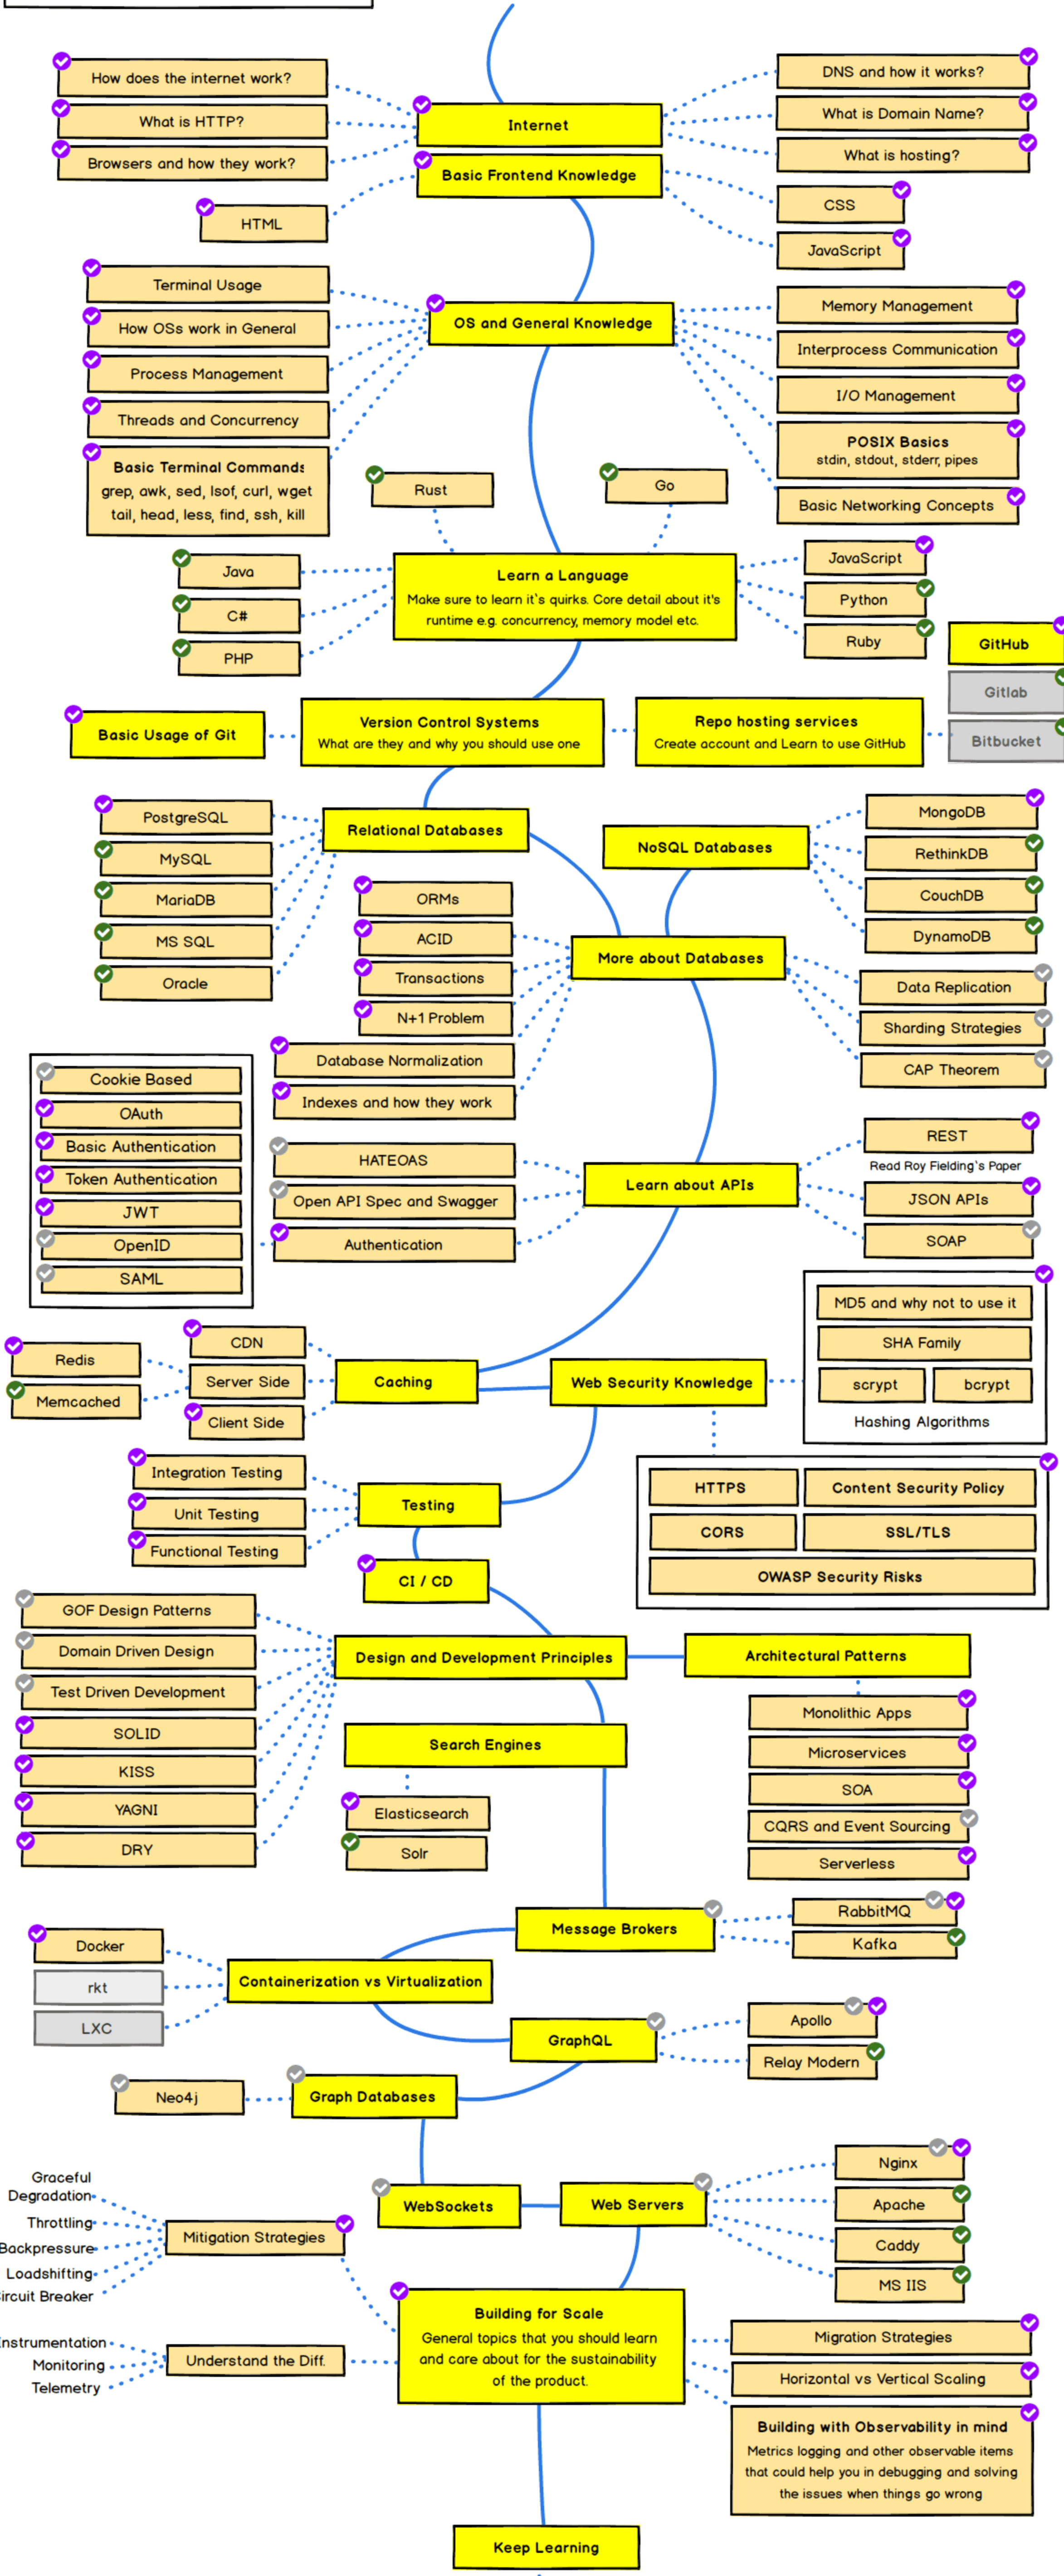 How does the internet work?
What is HTTP?
Browsers and how they work?
Internet
DNS and how it works?
What is Domain Name?
What is hosting?
Basic Frontend Knowledge
HTML
CSS
JavaScript
Terminal Usage
How OSs work in General
Process Management
Threads and Concurrency
Basic Terminal Commands
grep, awk, sed, lsof, curl, wget
tail, head, less, find, ssh, kill
OS and General Knowledge
Memory Management
Interprocess Communication
I/O Management
POSIX Basics
stdin, stdout, stderr, pipes
Basic Networking Concepts
Rust
Go
Java
C#
PHP
Learn a Language
Make sure to learn it`s quirks. Core detail about it's
runtime e.g. concurrency, memory model etc.
JavaScript
Python
Ruby
GitHub
Gitlab
Bitbucket
Basic Usage of Git
Version Control Systems
What are they and why you should use one
Repo hosting services
Create account and Learn to use GitHub
PostgreSQL
MySQL
MariaDB
MS SQL
Oracle
Relational Databases
NoSQL Databases
MongoDB
RethinkDB
CouchDB
DynamoDB
ORMs
ACID
Transactions
N+1 Problem
Database Normalization
Indexes and how they work
More about Databases
Data Replication
Sharding Strategies
CAP Theorem
Cookie Based
OAuth
Basic Authentication
Token Authentication
JWT
OpenID
SAML
HATEOAS
Open API Spec and Swagger
Authentication
Learn about APIs
REST
Read Roy Fielding`s Paper
JSON APIs
SOAP
MD5 and why not to use it
SHA Family
scrypt
bcrypt
Hashing Algorithms
Redis
Memcached
CDN
Server Side
Client Side
Caching
Web Security Knowledge
HTTPS
Content Security Policy
CORS
SSL/TLS
OWASP Security Risks
Integration Testing
Unit Testing
Functional Testing
Testing
CI / CD
GOF Design Patterns
Domain Driven Design
Test Driven Development
SOLID
KISS
YAGNI
DRY
Design and Development Principles
Architectural Patterns
Monolithic Apps
Microservices
SOA
CQRS and Event Sourcing
Serverless
Search Engines
Elasticsearch
Solr
Message Brokers
RabbitMQ
Kafka
Docker
rkt
LXC
Containerization vs Virtualization
GraphQL
Apollo
Relay Modern
Neo4j
Graph Databases
WebSockets
Web Servers
Nginx
Apache
Caddy
MS IIS
Graceful
Degradation
Throttling
Backpressure
Loadshifting
ircuit Breaker
Mitigation Strategies
nstrumentation
Monitoring
Telemetry
Understand the Diff.
Building for Scale
General topics that you should learn
and care about for the sustainability
of the product.
Migration Strategies
Horizontal vs Vertical Scaling
Building with Observability in mind
Metrics logging and other observable items
that could help you in debugging and solving
the issues when things go wrong
Keep Learning